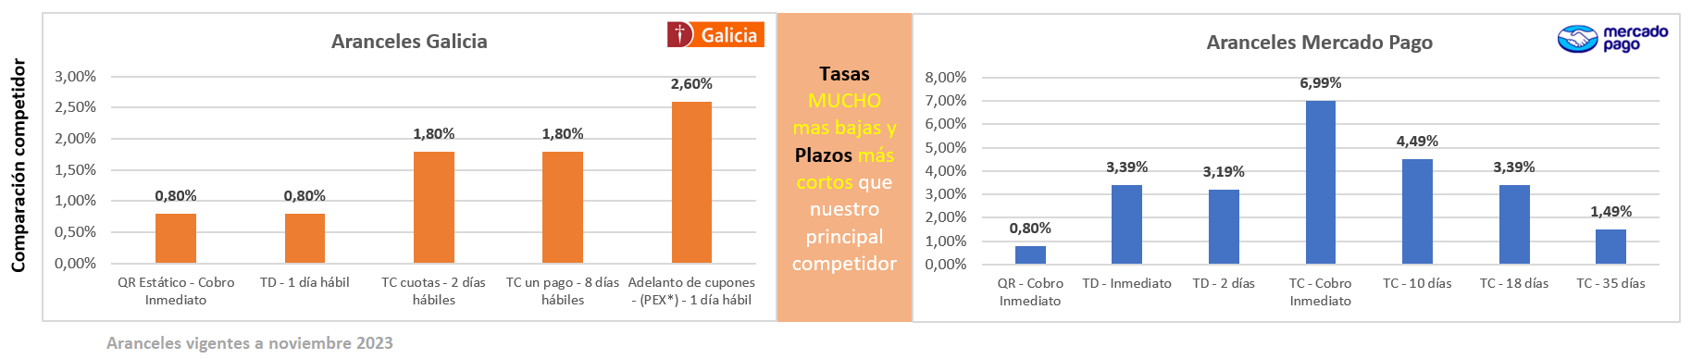 Comparación competidor
Aranceles Galicia
Galicia
3,00%
2,50%
2,00%
1,50%
1,00%
0,50%
0,00%
0,80%
0,80%
1,80%
1,80%
2,60%
QR Estático - Cobro
Inmediato
TD - 1 día hábil
TC cuotas - 2 días
hábiles
TC un pago - 8 días
hábiles
Adelanto de cupones
- (PEX*) - 1 día hábil
Tasas
MUCHO
mas bajas y
Plazos más
cortos que
nuestro
principal
competidor
Aranceles Mercado Pago
mercado
pago
8,00%
7,00%
6,00%
5,00%
4,00%
3,00%
2,00%
1,00%
0,00%
0,80%
3,39%
3,19%
6,99%
4,49%
3,39%
1,49%
QR - Cobro
Inmediato
TD - Inmediato
TD - 2 días
TC - Cobro
Inmediato
TC - 10 días
TC - 18 días
TC - 35 días
Aranceles vigentes a noviembre 2023